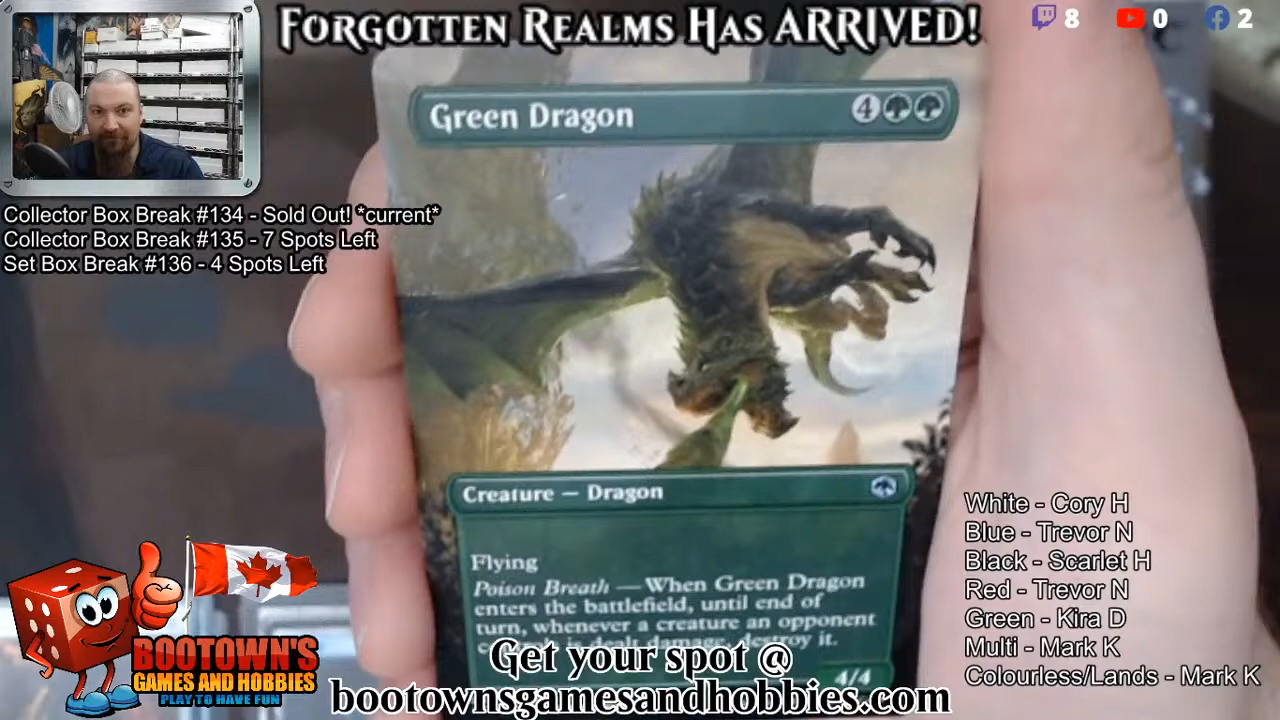 FORGOTTEN REALMS HAS ARRIVED!
8 0 2
Green Dragon 4
Collector Box Break #134 - Sold Out! *current*
Collector Box Break #135 - 7 Spots Left
Set Box Break #136 - 4 Spots Left
Creature — Dragon
Flying
Poison Breath — When Green Dragon
enters the battlefield, until end of
turn, whenever a creature an opponent
is dealt damage, destroy it.
4/4
White - Cory H
Blue - Trevor N
Black - Scarlet H
Red - Trevor N
Green - Kira D
Multi - Mark K
Colourless/Lands - Mark K
BOOTOWN'S
GAMES AND HOBBIES
PLAY TO HAVE FUN
Get your spot @
bootownsgamesandhobbies.com